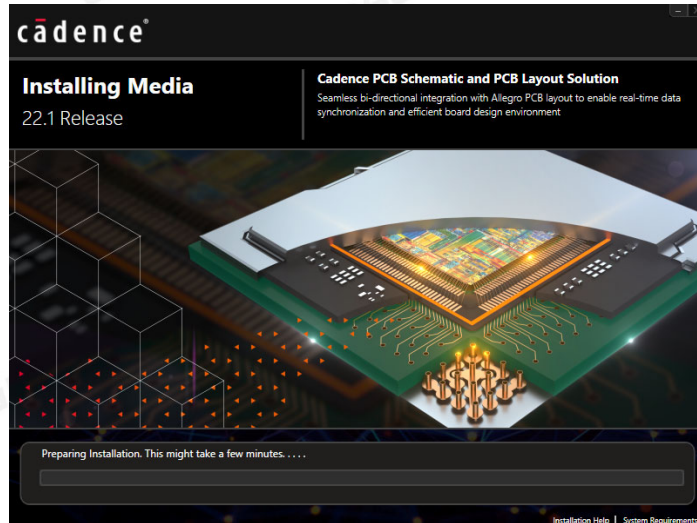 cādence®
Installing Media
22.1 Release
Cadence PCB Schematic and PCB Layout Solution
Seamless bi-directional integration with Allegro PCB layout to enable real-time data
synchronization and efficient board design environment
Preparing Installation. This might take a few minutes. . . . .
Installation Help | System Requirements